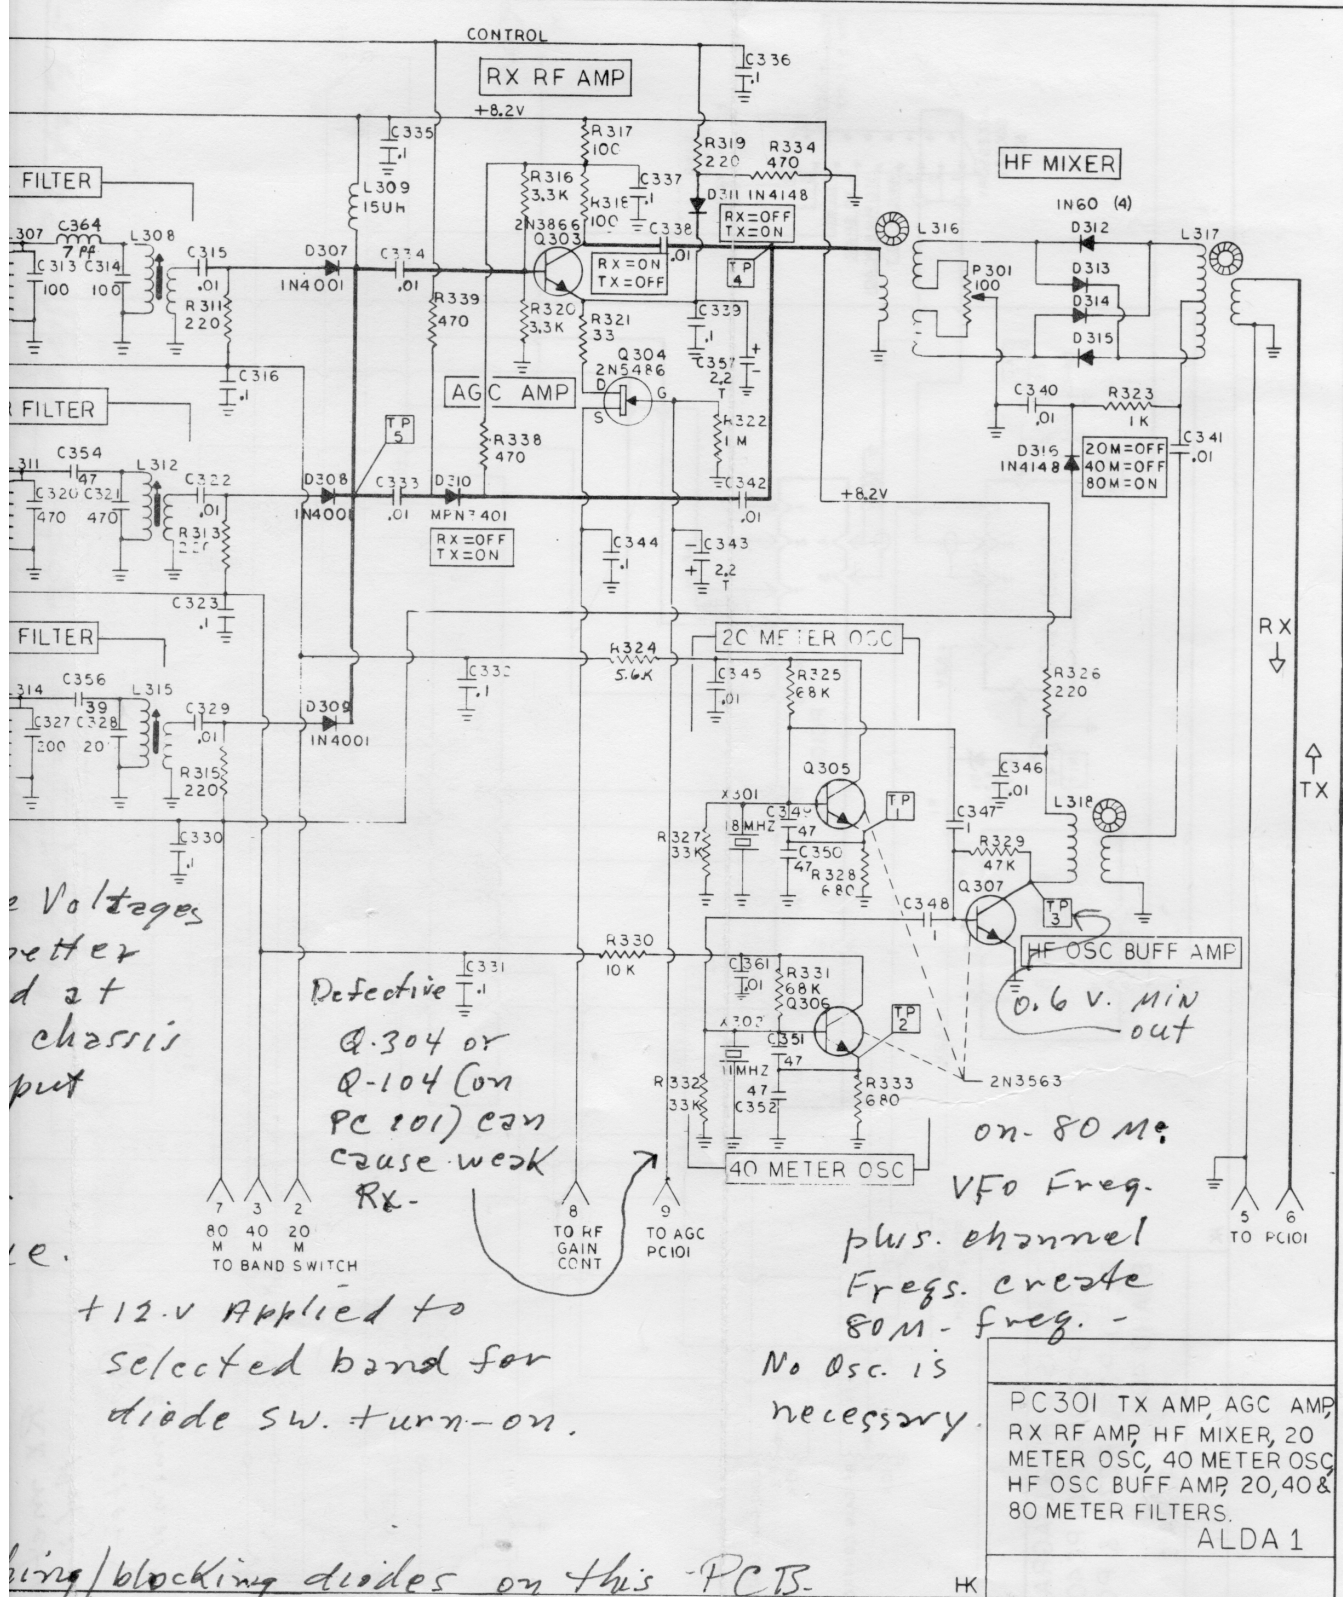 CONTROL
C336
.1
RX RF AMP
+8.2V
C335
.1
R317
100
R319
220
R334
470
HF MIXER
FILTER
L309
15UH
R316
3.3K
C337
.1
R318
100
D311 1N4148
RX=OFF
TX=ON
1N60 (4)
L307
C364
7 pf
L308
C315
.01
D307
1N4001
C334
.01
2N3866
Q303
C338
.01
RX=ON
TX=OFF
TP
4
L316
D312
L317
C313
100
C314
100
R311
220
R339
470
R320
3.3K
R321
33
C339
.1
P301
100
D313
D314
D315
C316
.1
Q304
2N5486
C357
2.2
T
+
-
R FILTER
AGC AMP
D
G
S
R322
1M
C340
.01
R323
1K
TP
5
R338
470
D316
1N4148
20M=OFF
40M=OFF
80M=ON
C341
.01
L311
C354
47
L312
C322
.01
D308
1N4001
C333
.01
D310
MPN3401
C342
.01
+8.2V
C320
470
C321
470
R313
RX=OFF
TX=ON
C344
.1
- C343
+ 2.2
T
C323
.1
FILTER
20 METER OSC
RX
R324
5.6K
C332
.1
C345
.01
R325
68K
R326
220
L314
C356
39
L315
C329
.01
D309
1N4001
C327
200
C328
R315
220
TX
Q305
C346
.01
L318
X301
18MHZ
C349
47
TP
1
C347
.1
C330
.1
R327
33K
C350
47
R328
680
R329
47K
Voltages
Q307
C348
TP
3
HF OSC BUFF AMP
R330
10K
C331
.1
C361
.01
R331
68K
Q306
TP
2
d at
chassis
put
Defective
Q-304 or
Q-104 (on
PC 101) can
cause weak
Rx-
0.6 V. MIN
out
11MHZ
C351
47
R332
33K
47
C352
R333
680
2N3563
40 METER OSC
on-80 M:
VFO Freq.
plus. channel
Freqs. create
80M- freq. -
No Osc. is
necessary.
7
80
M
3
40
M
2
20
M
TO BAND SWITCH
8
TO RF
GAIN
CONT
9
TO AGC
PC101
5
6
TO PC101
+12.v Applied to
selected band for
diode sw. turn-on.
PC301 TX AMP, AGC AMP,
RX RF AMP, HF MIXER, 20
METER OSC, 40 METER OSC,
HF OSC BUFF AMP, 20,40 &
80 METER FILTERS.
ALDA 1
hing/blocking diodes on this PCB.
HK